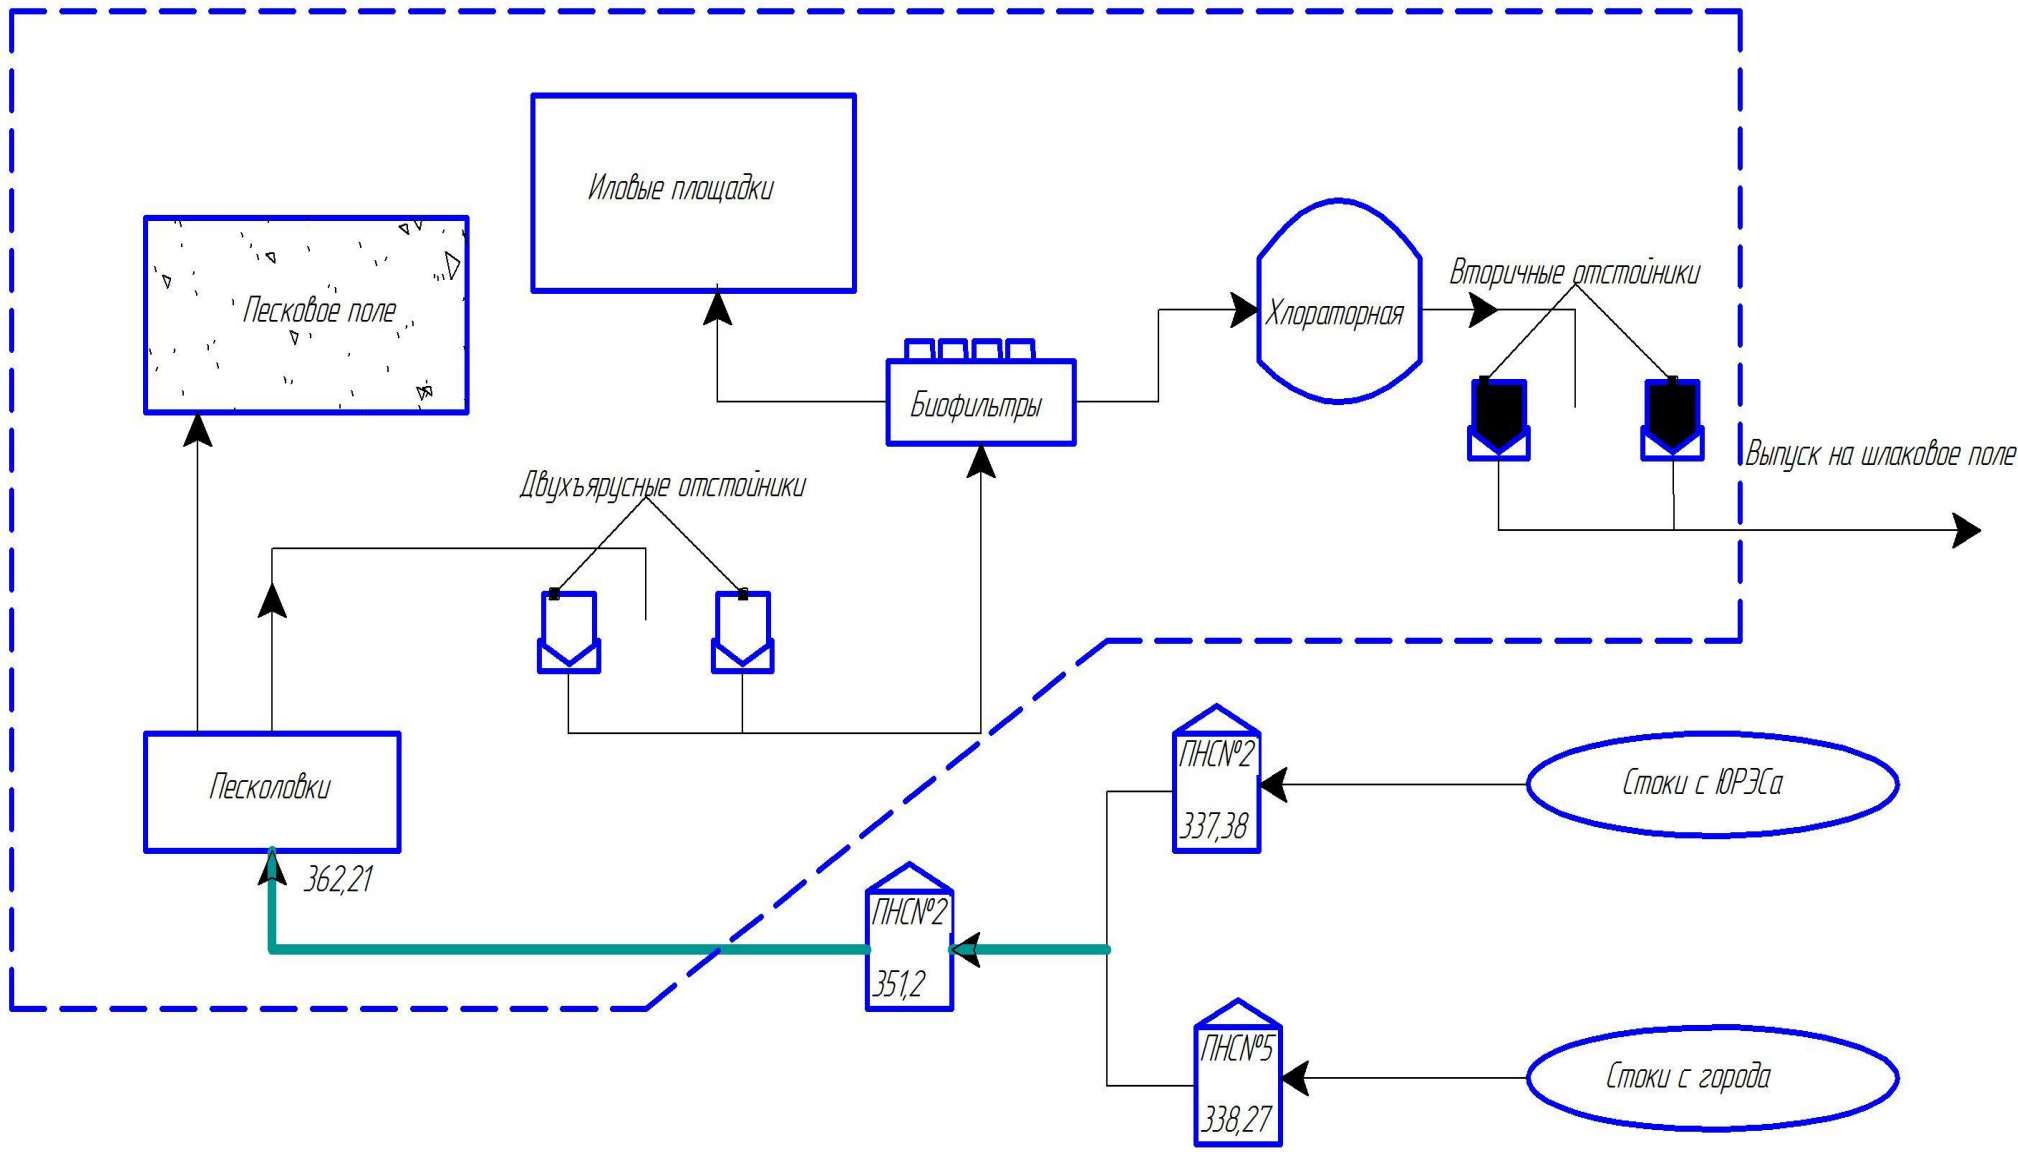 Иловые площадки
Вторичные отстойники
Песковое поле
Хлораторная
Биофильтры
Выпуск на шлаковое поле
Двухъярусные отстойники
ПНС№2
337,38
Стоки с ЮРЭСа
Песколовки
362,21
ПНС№2
351,2
ПНС№5
338,27
Стоки с города